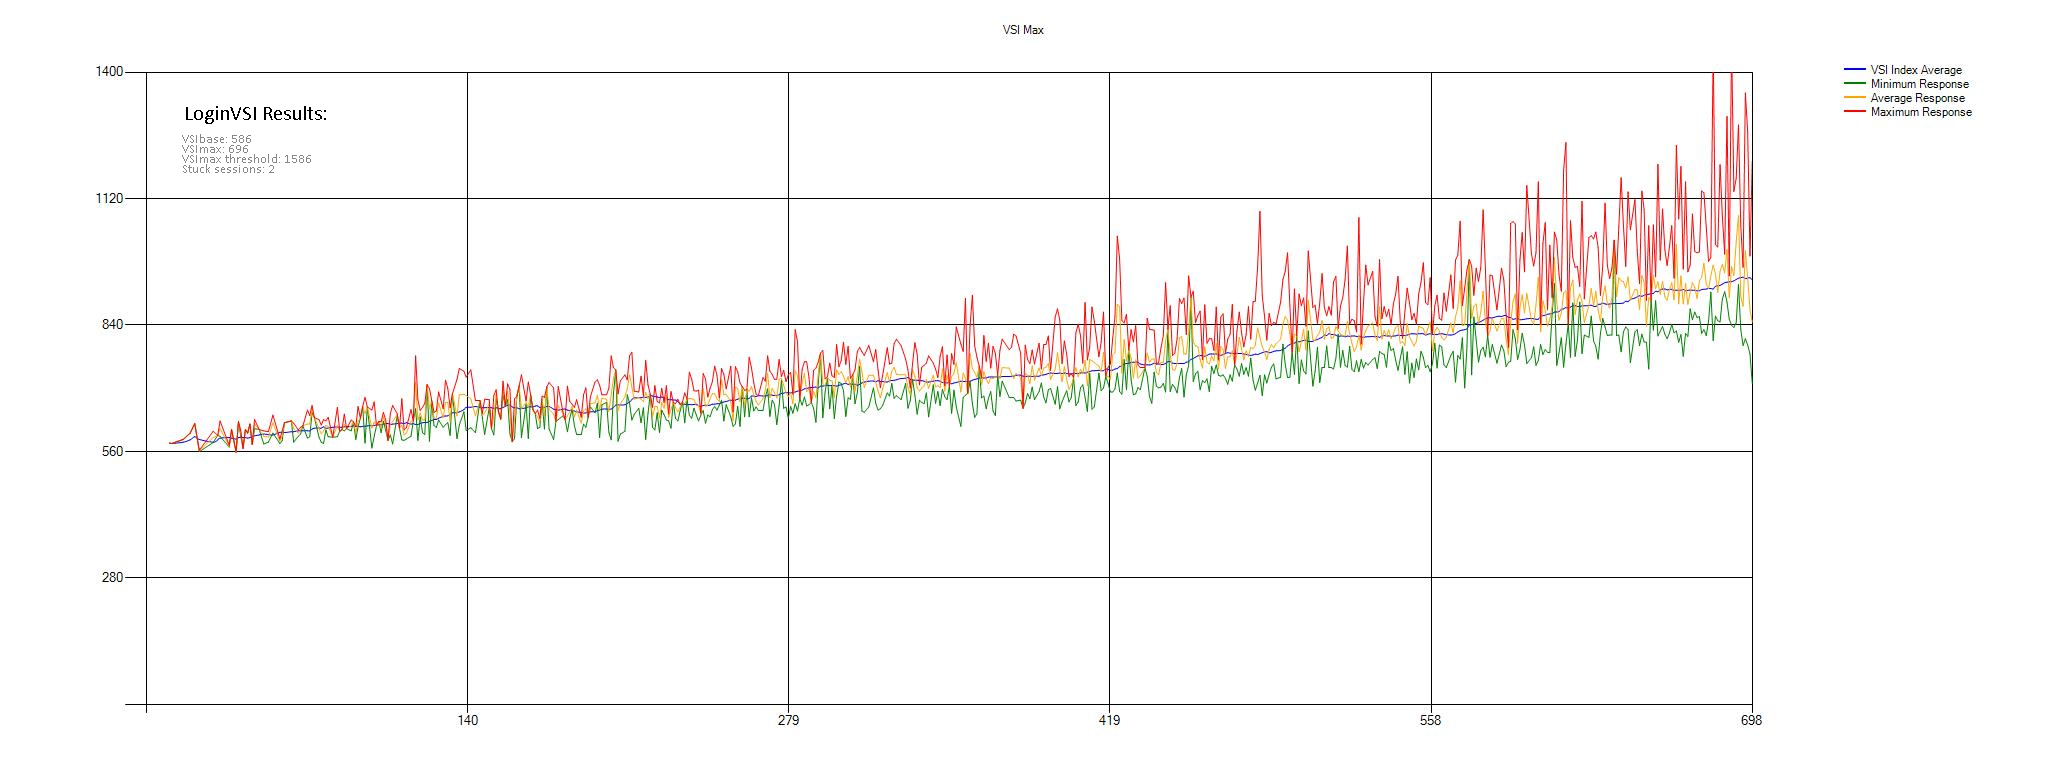 VSI Max
1400
1120
840
560
280
LoginVSI Results:
VSIbase: 586
VSImax: 696
VSImax threshold: 1586
Stuck sessions: 2
140
279
419
558
698
VSI Index Average
Minimum Response
Average Response
Maximum Response